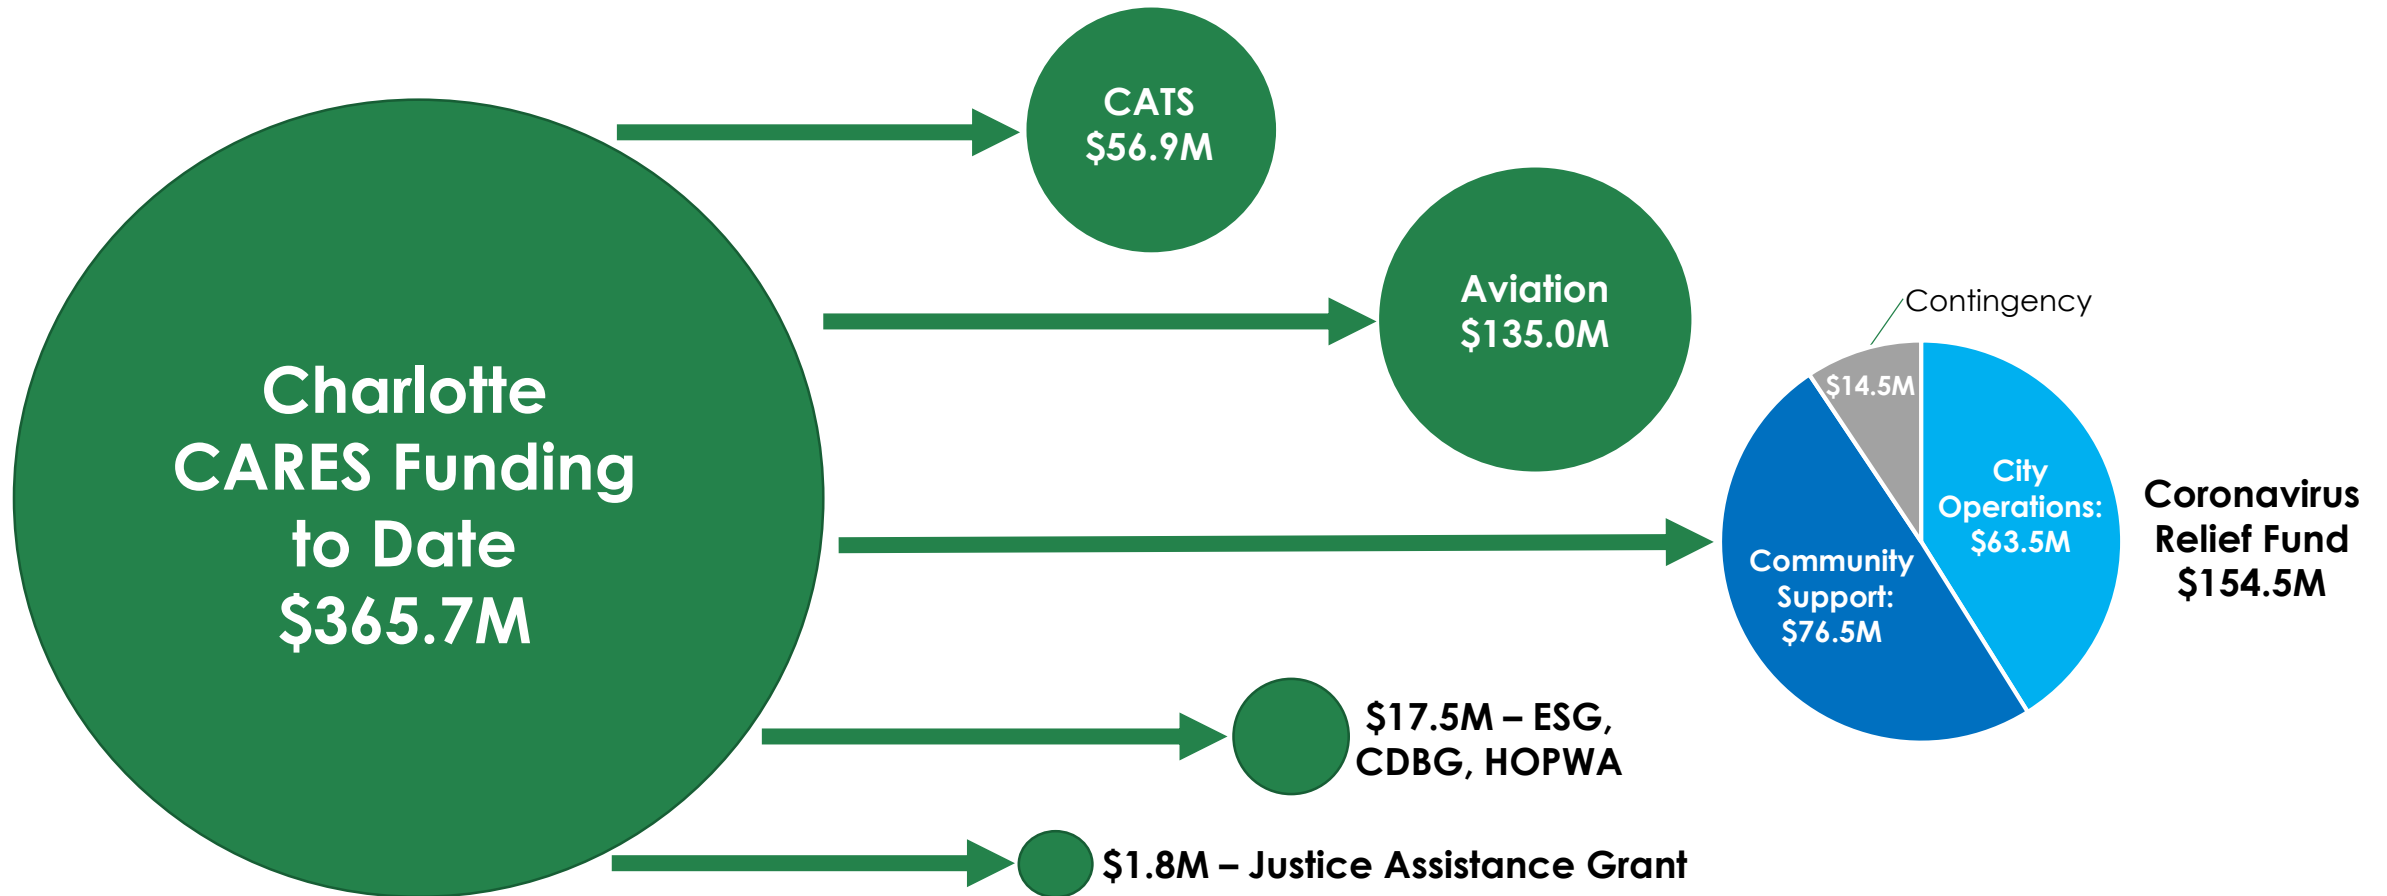 Charlotte
CARES Funding
to Date
$365.7M
CATS
$56.9M
Aviation
$135.0M
Contingency
$14.5M
City
Operations:
$63.5M
Community
Support:
$76.5M
Coronavirus
Relief Fund
$154.5M
$17.5M – ESG,
CDBG, HOPWA
$1.8M – Justice Assistance Grant